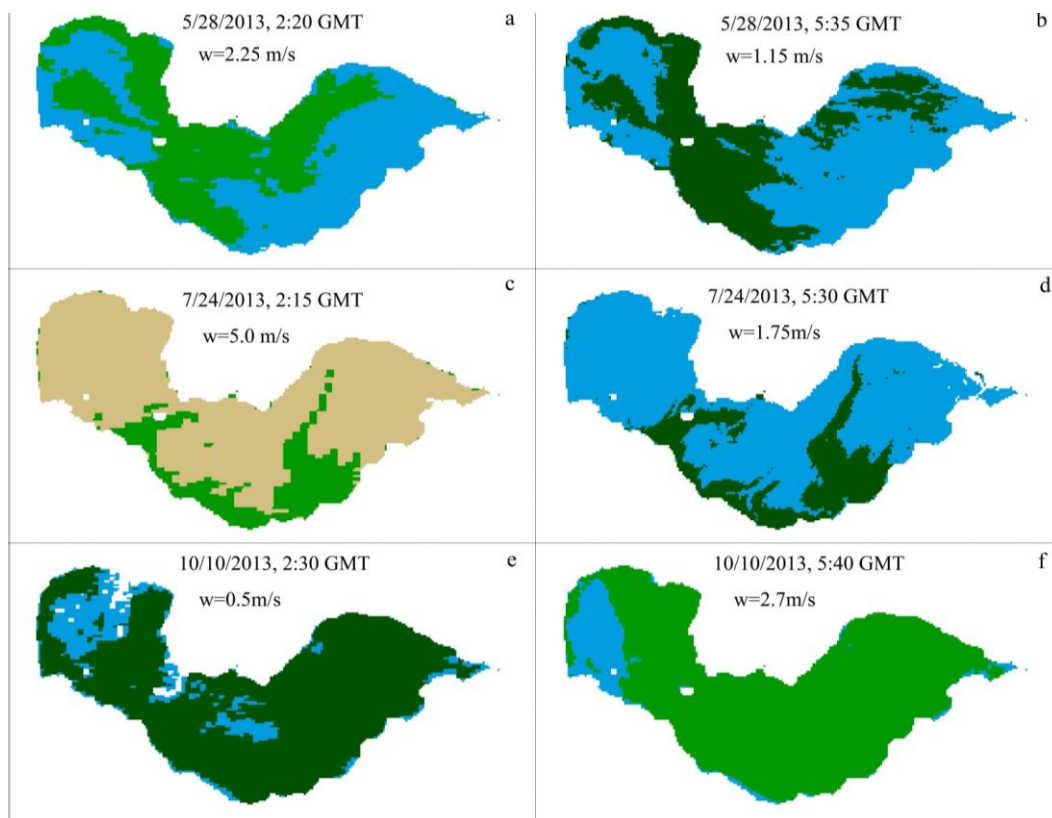 5/28/2013, 2:20 GMT
a
w=2.25 m/s
5/28/2013, 5:35 GMT
b
w=1.15 m/s
7/24/2013, 2:15 GMT
c
w=5.0 m/s
7/24/2013, 5:30 GMT
d
w=1.75m/s
10/10/2013, 2:30 GMT
e
w=0.5m/s
10/10/2013, 5:40 GMT
f
w=2.7m/s